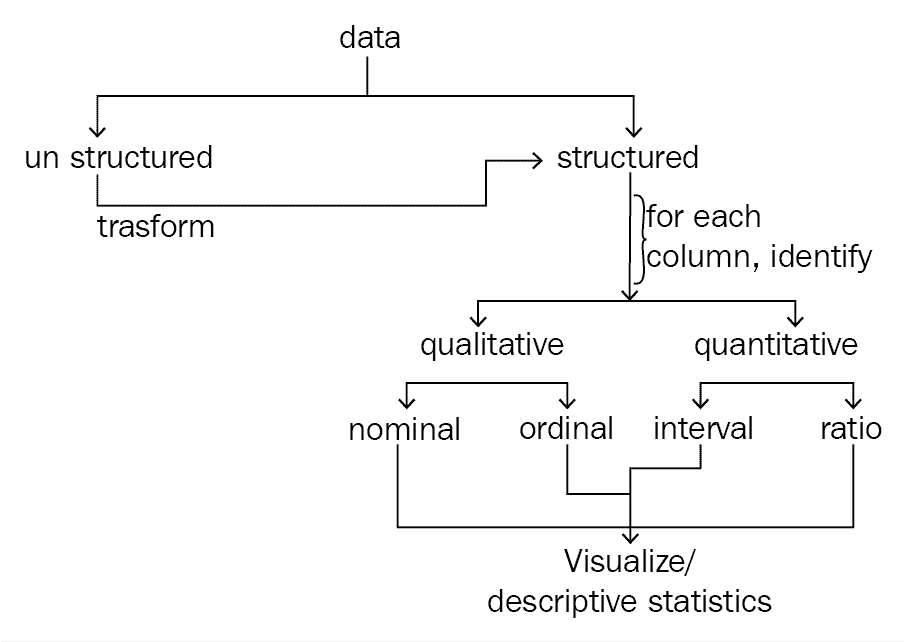 data
un structured
structured
trasform
for each
column, identify
qualitative
quantitative
nominal
ordinal
interval
ratio
Visualize/
descriptive statistics